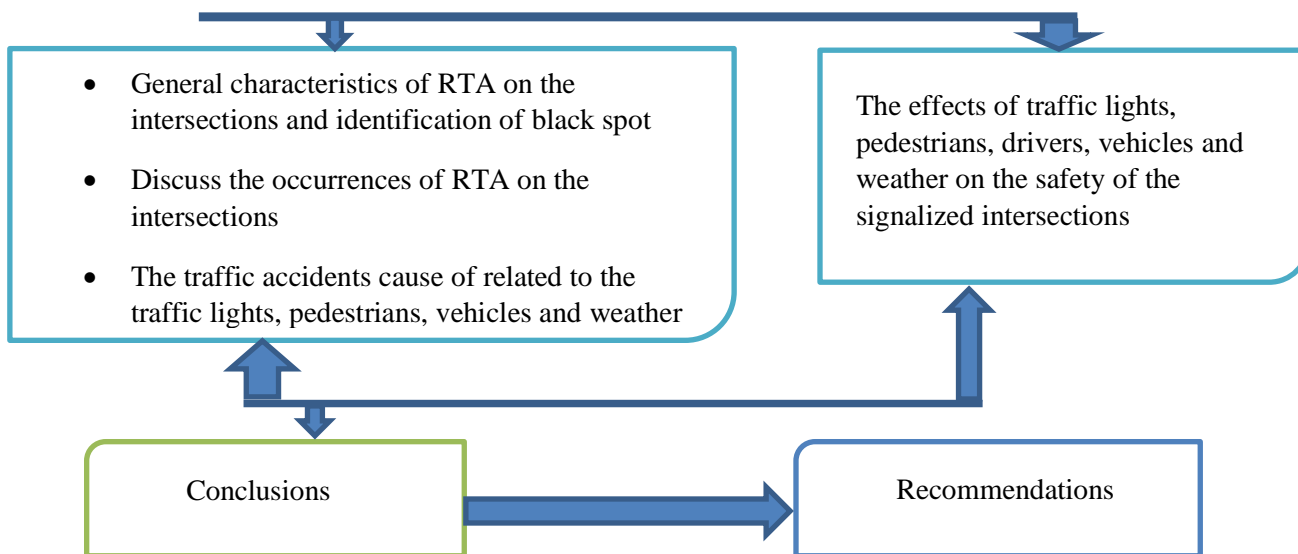 • General characteristics of RTA on the
intersections and identification of black spot
• Discuss the occurrences of RTA on the
intersections
• The traffic accidents cause of related to the
traffic lights, pedestrians, vehicles and weather
The effects of traffic lights,
pedestrians, drivers, vehicles and
weather on the safety of the
signalized intersections
Conclusions
Recommendations